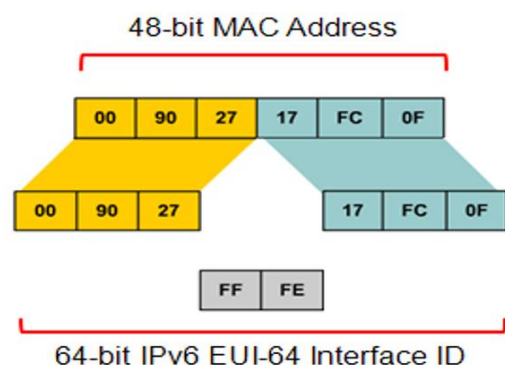 48-bit MAC Address
00 90 27 17 FC 0F
00 90 27 17 FC 0F
FF FE
64-bit IPv6 EUI-64 Interface ID